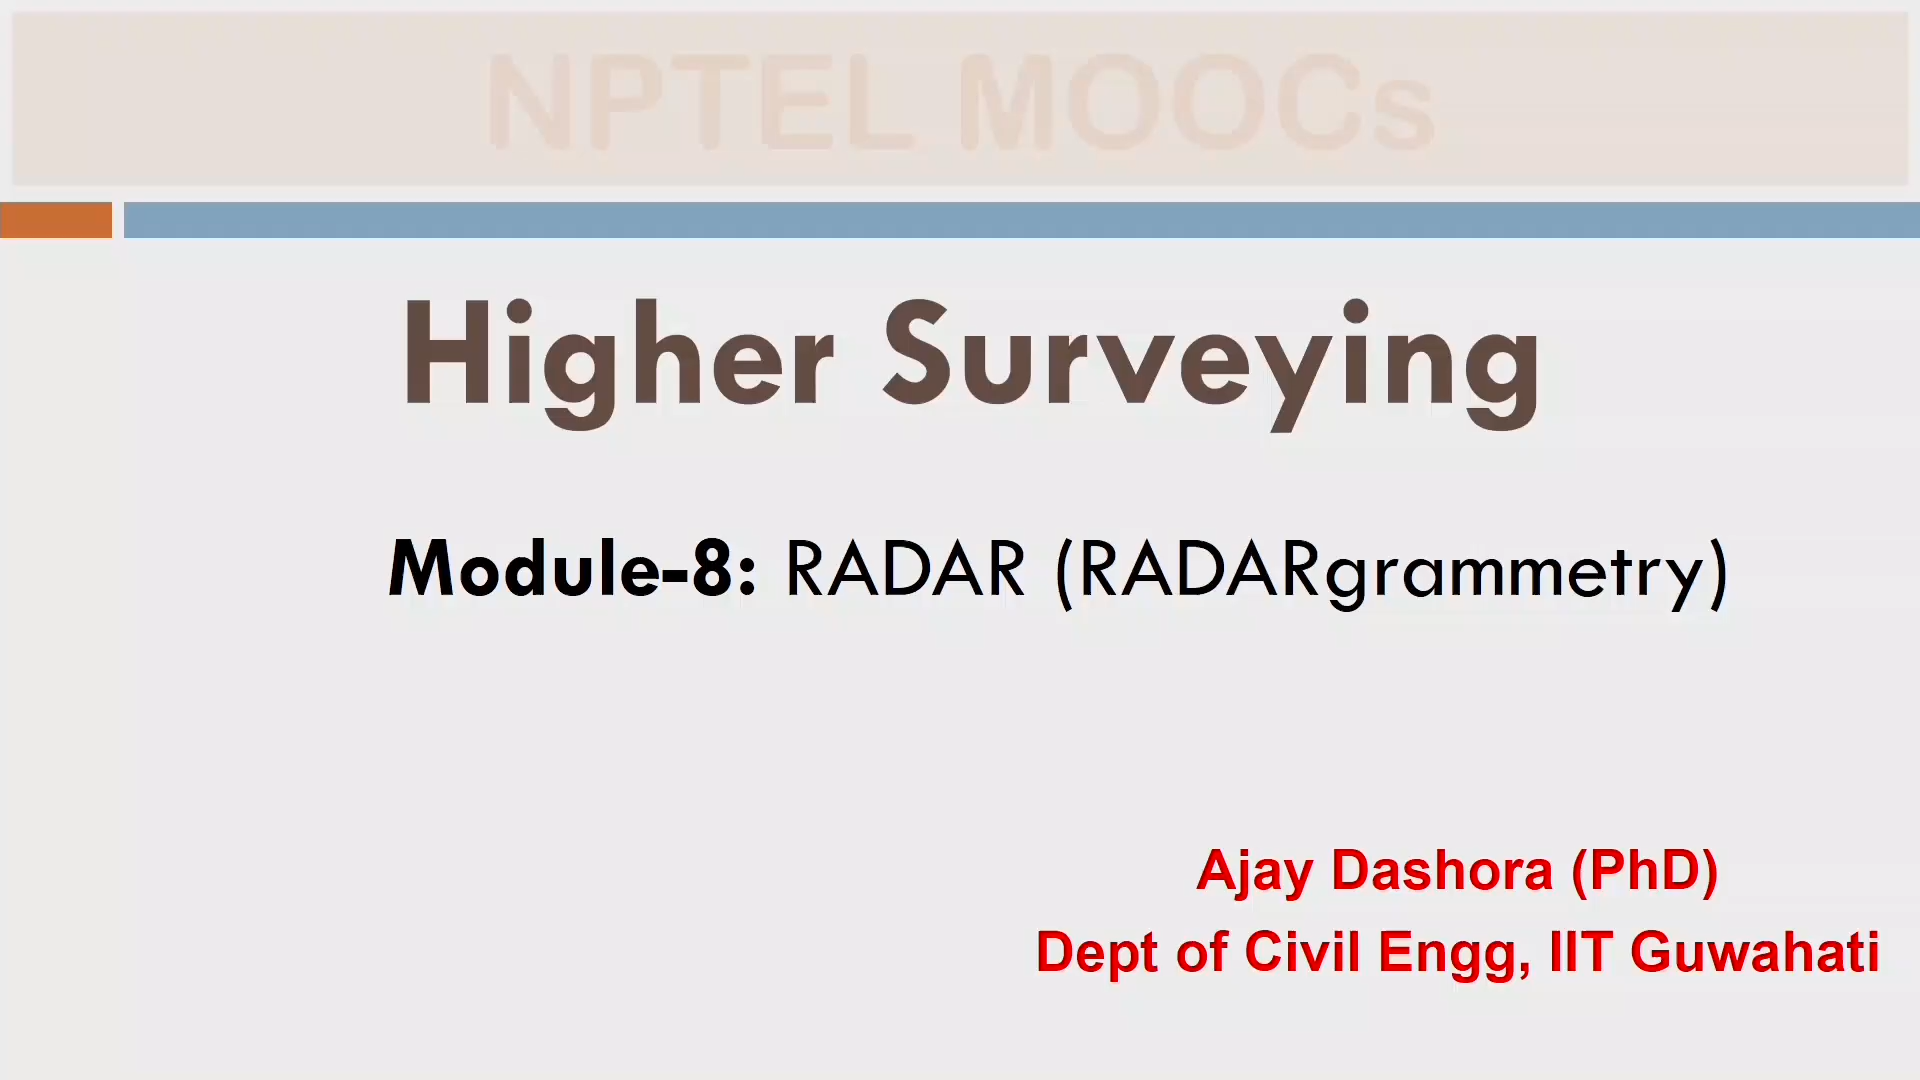 NPTEL MOOCs
Higher Surveying
Module-8: RADAR (RADARgrammetry)
Ajay Dashora (PhD)
Dept of Civil Engg, IIT Guwahati